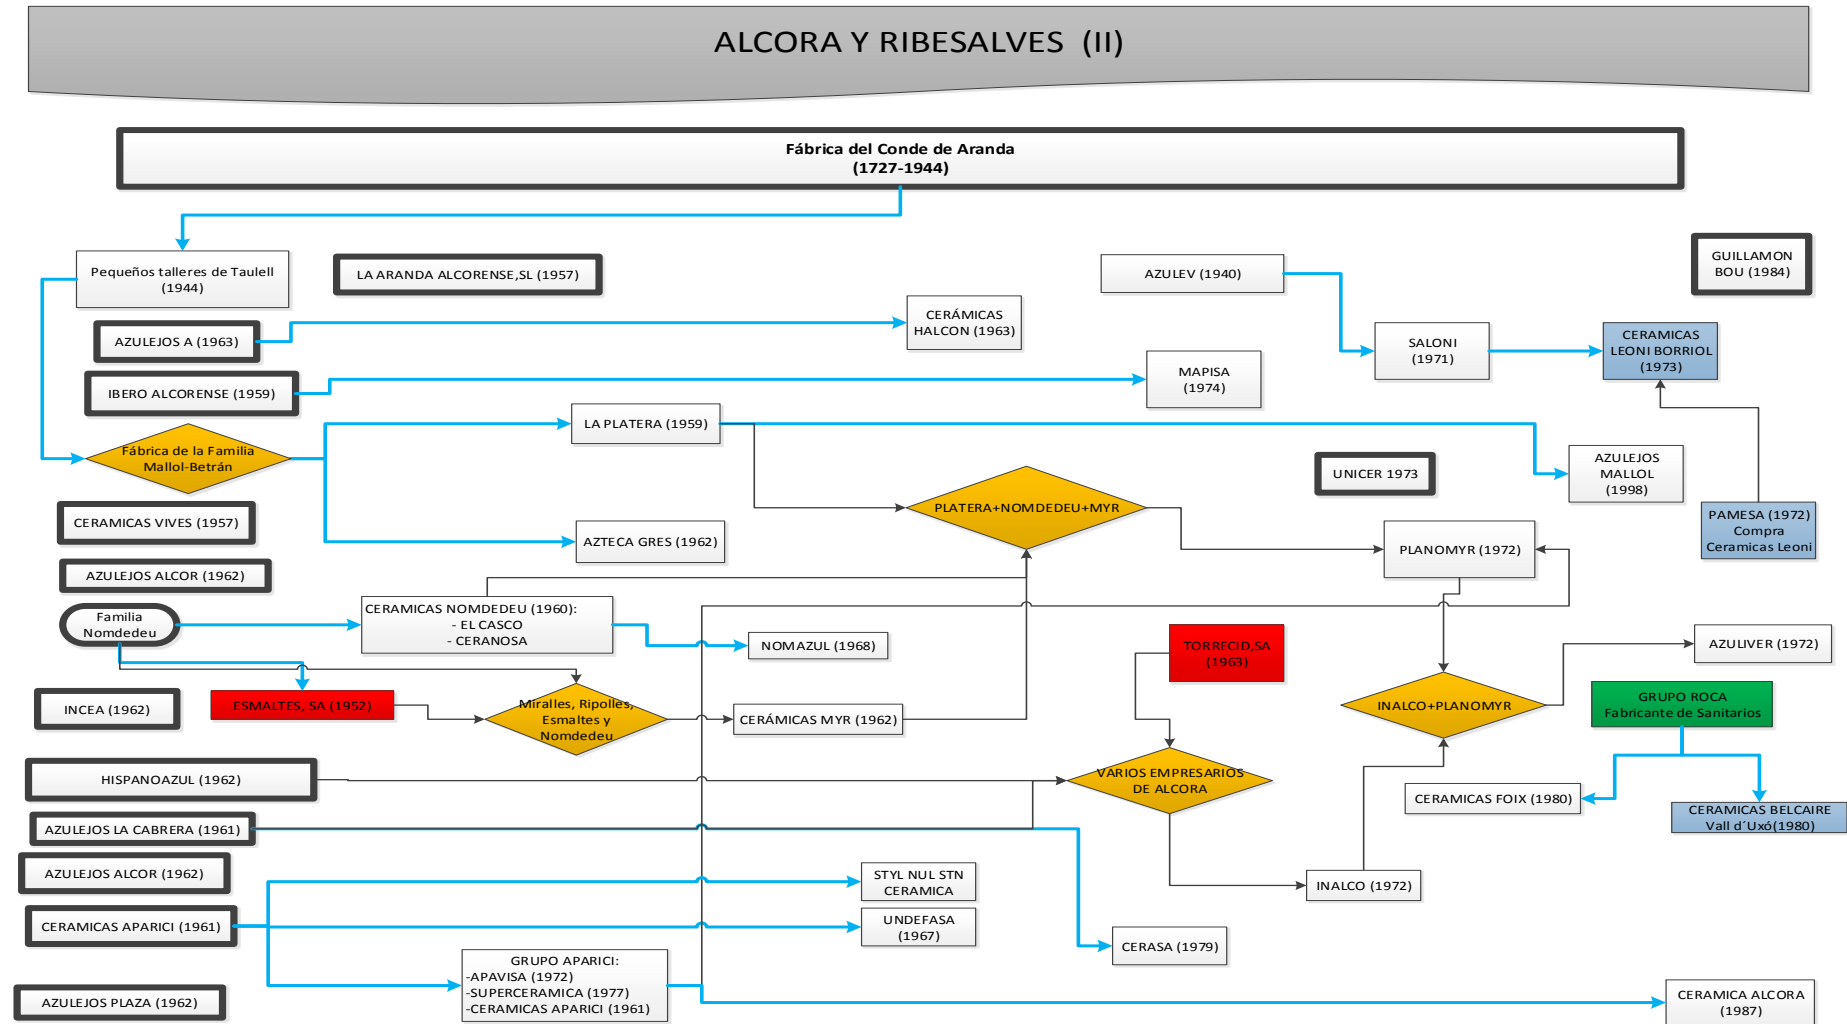 ALCORA Y RIBESALVES (II)
Fábrica del Conde de Aranda
(1727-1944)
Pequeños talleres de Taulell
(1944)
LA ARANDA ALCORENSE,SL (1957)
AZULEV (1940)
GUILLAMON
BOU (1984)
AZULEJOS A (1963)
CERÁMICAS
HALCON (1963)
SALONI
(1971)
CERAMICAS
LEONI BORRIOL
(1973)
IBERO ALCORENSE (1959)
MAPISA
(1974)
Fábrica de la Familia
Mallol-Betrán
LA PLATERA (1959)
UNICER 1973
AZULEJOS
MALLOL
(1998)
CERAMICAS VIVES (1957)
PLATERA+NOMDEDEU+MYR
PAMESA (1972)
Compra
Ceramicas Leoni
AZTECA GRES (1962)
PLANOMYR (1972)
AZULEJOS ALCOR (1962)
Familia
Nomdedeu
CERAMICAS NOMDEDEU (1960):
- EL CASCO
- CERANOSA
NOMAZUL (1968)
TORRECID,SA
(1963)
AZULIVER (1972)
INCEA (1962)
ESMALTES, SA (1952)
Miralles, Ripolles,
Esmaltes y
Nomdedeu
CERÁMICAS MYR (1962)
INALCO+PLANOMYR
GRUPO ROCA
Fabricante de Sanitarios
HISPANOAZUL (1962)
VARIOS EMPRESARIOS
DE ALCORA
CERAMICAS FOIX (1980)
CERAMICAS BELCAIRE
Vall d´Uxó(1980)
AZULEJOS LA CABRERA (1961)
AZULEJOS ALCOR (1962)
STYL NUL STN
CERAMICA
INALCO (1972)
CERAMICAS APARICI (1961)
UNDEFASA
(1967)
CERASA (1979)
GRUPO APARICI:
-APAVISA (1972)
-SUPERCERAMICA (1977)
-CERAMICAS APARICI (1961)
AZULEJOS PLAZA (1962)
CERAMICA ALCORA
(1987)